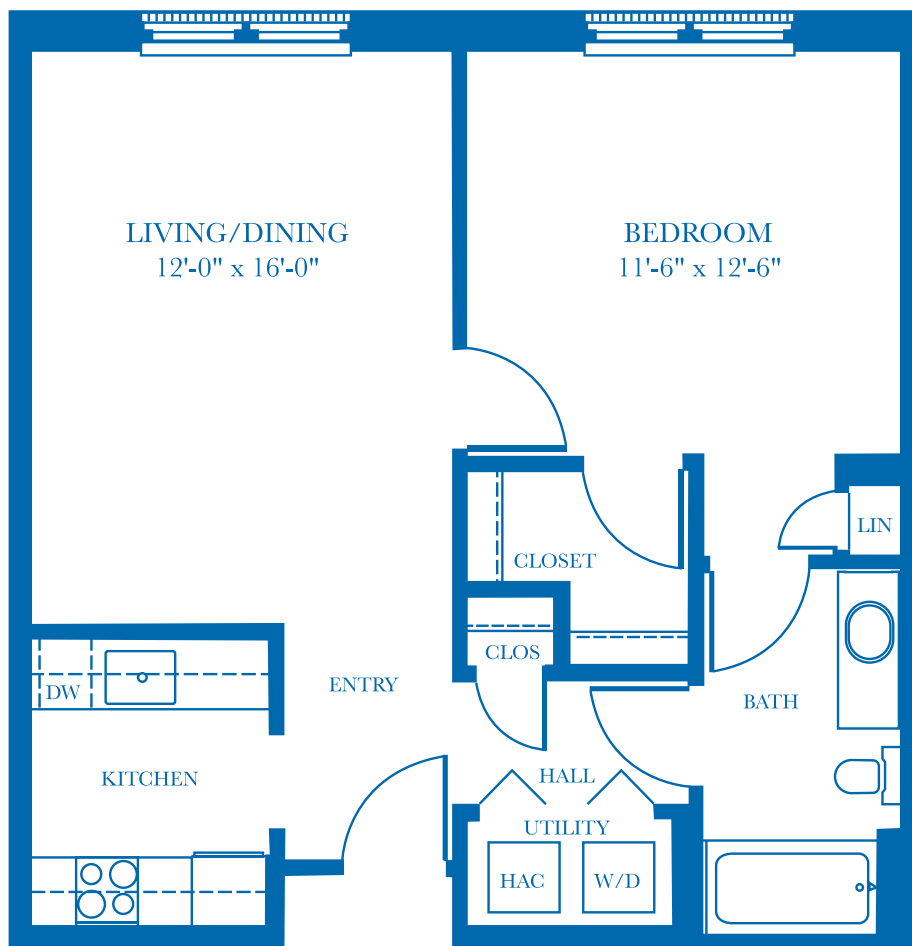 LIVING/DINING
12'-0" x 16'-0"
BEDROOM
11'-6" x 12'-6"
LIN
CLOSET
CLOS
ENTRY
DW
BATH
KITCHEN
HALL
UTILITY
HAC
W/D